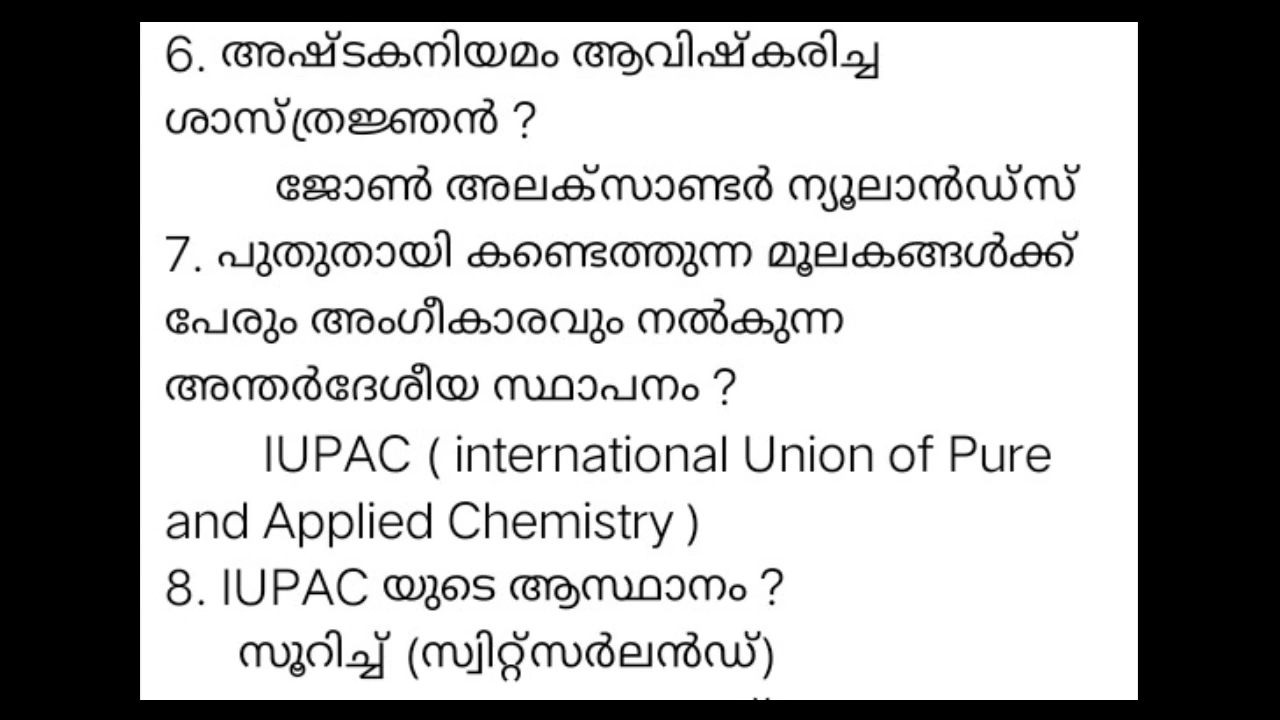 6. അഷ്ടകനിയമം ആവിഷ്കരിച്ച
ശാസ്ത്രജ്ഞൻ ?
ജോൺ അലക്സാണ്ടർ ന്യൂലാൻഡ്സ്
7. പുതുതായി കണ്ടെത്തുന്ന മൂലകങ്ങൾക്ക്
പേരും അംഗീകാരവും നൽകുന്ന
അന്തർദേശീയ സ്ഥാപനം ?
IUPAC ( international Union of Pure
and Applied Chemistry )
8. IUPAC യുടെ ആസ്ഥാനം ?
സൂറിച്ച് (സ്വിറ്റ്സർലൻഡ്)